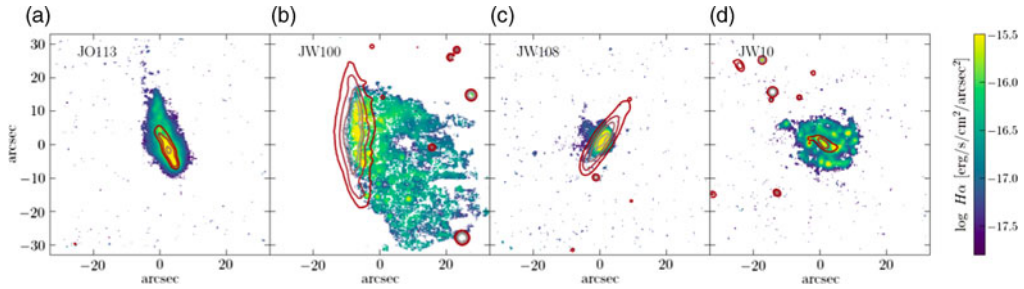 (a) (b) (c) (d)
JO113 JW100 JW108 JW10
30
20
10
0
−10
−20
−30
arcsec
−20 0 20 −20 0 20 −20 0 20 −20 0 20
arcsec arcsec arcsec arcsec
−15.5
−16.0
−16.5
−17.0
−17.5
log Hα [erg/s/cm²/arcsec²]